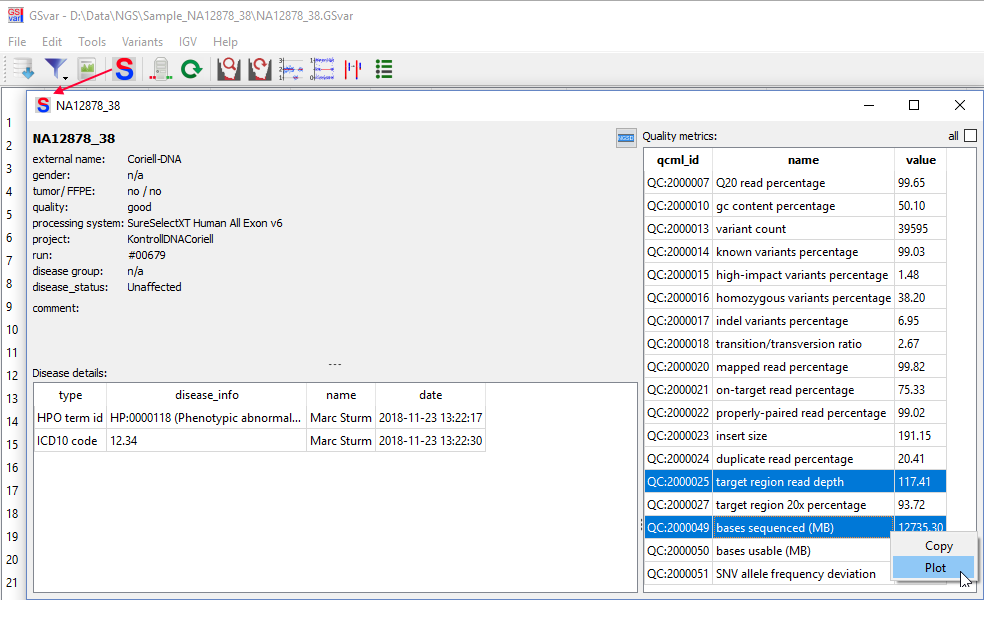 GSvar - D:\Data\NGS\Sample_NA12878_38\NA12878_38.GSvar
File Edit Tools Variants IGV Help
S
S NA12878_38
1
2
3
4
5
6
7
8
9
10
11
12
13
14
15
16
17
18
19
20
21
NA12878_38
external name: Coriell-DNA
gender: n/a
tumor/ FFPE: no / no
quality: good
processing system: SureSelectXT Human All Exon v6
project: KontrollDNACoriell
run: #00679
disease group: n/a
disease_status: Unaffected
comment:
Disease details:
type disease_info name date
HPO term id HP:0000118 (Phenotypic abnormal... Marc Sturm 2018-11-23 13:22:17
ICD10 code 12.34 Marc Sturm 2018-11-23 13:22:30
Quality metrics: all
qcml_id name value
QC:2000007 Q20 read percentage 99.65
QC:2000010 gc content percentage 50.10
QC:2000013 variant count 39595
QC:2000014 known variants percentage 99.03
QC:2000015 high-impact variants percentage 1.48
QC:2000016 homozygous variants percentage 38.20
QC:2000017 indel variants percentage 6.95
QC:2000018 transition/transversion ratio 2.67
QC:2000020 mapped read percentage 99.82
QC:2000021 on-target read percentage 75.33
QC:2000022 properly-paired read percentage 99.02
QC:2000023 insert size 191.15
QC:2000024 duplicate read percentage 20.41
QC:2000025 target region read depth 117.41
QC:2000027 target region 20x percentage 93.72
QC:2000049 bases sequenced (MB) 12735.30
QC:2000050 bases usable (MB)
QC:2000051 SNV allele frequency deviation
Copy
Plot